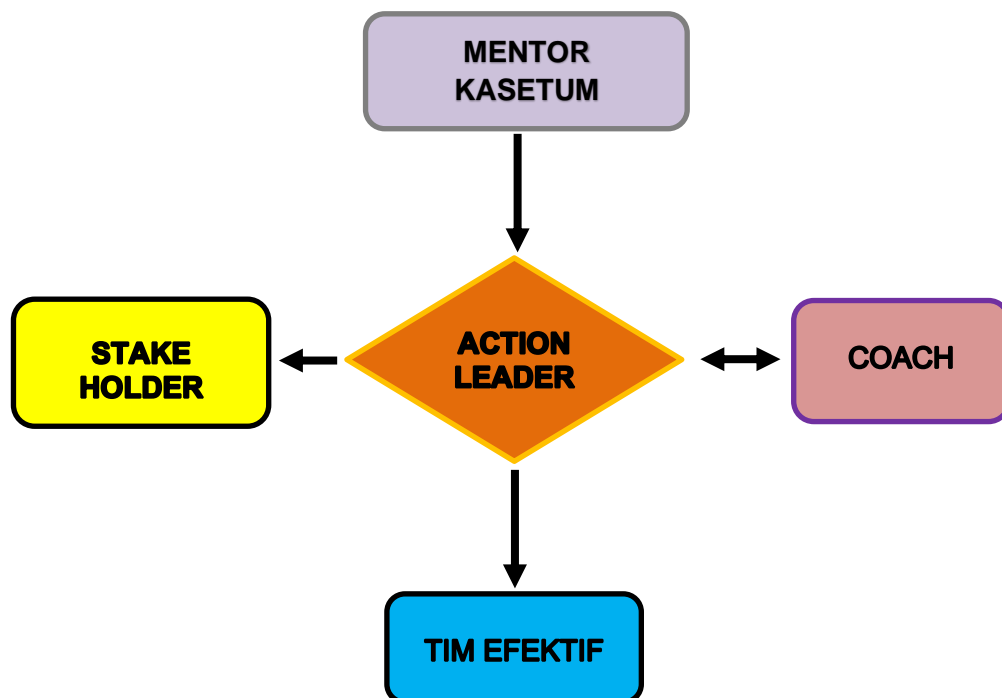 MENTOR
KASETUM
STAKE
HOLDER
ACTION
LEADER
COACH
TIM EFEKTIF